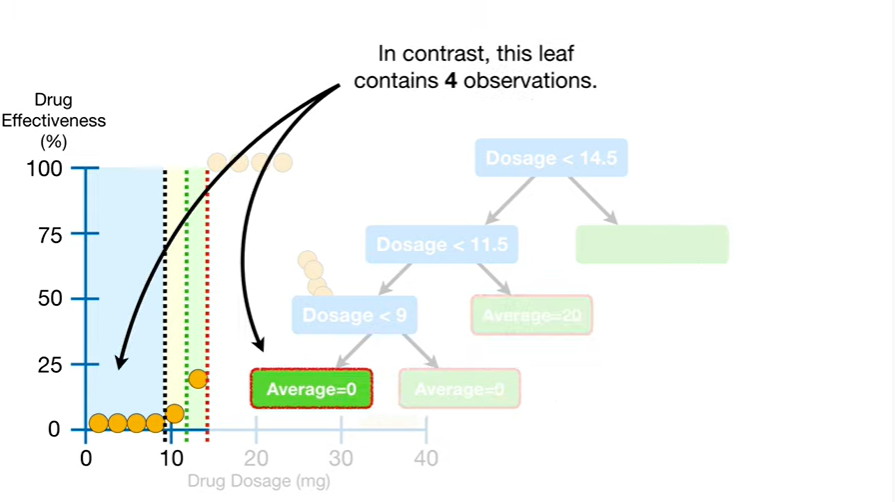 In contrast, this leaf
contains 4 observations.
Drug
Effectiveness
(%)
100
75
50
25
0
0
10
20
30
40
Drug Dosage (mg)
Dosage < 14.5
Dosage < 11.5
Dosage < 9
Average=20
Average=0
Average=0